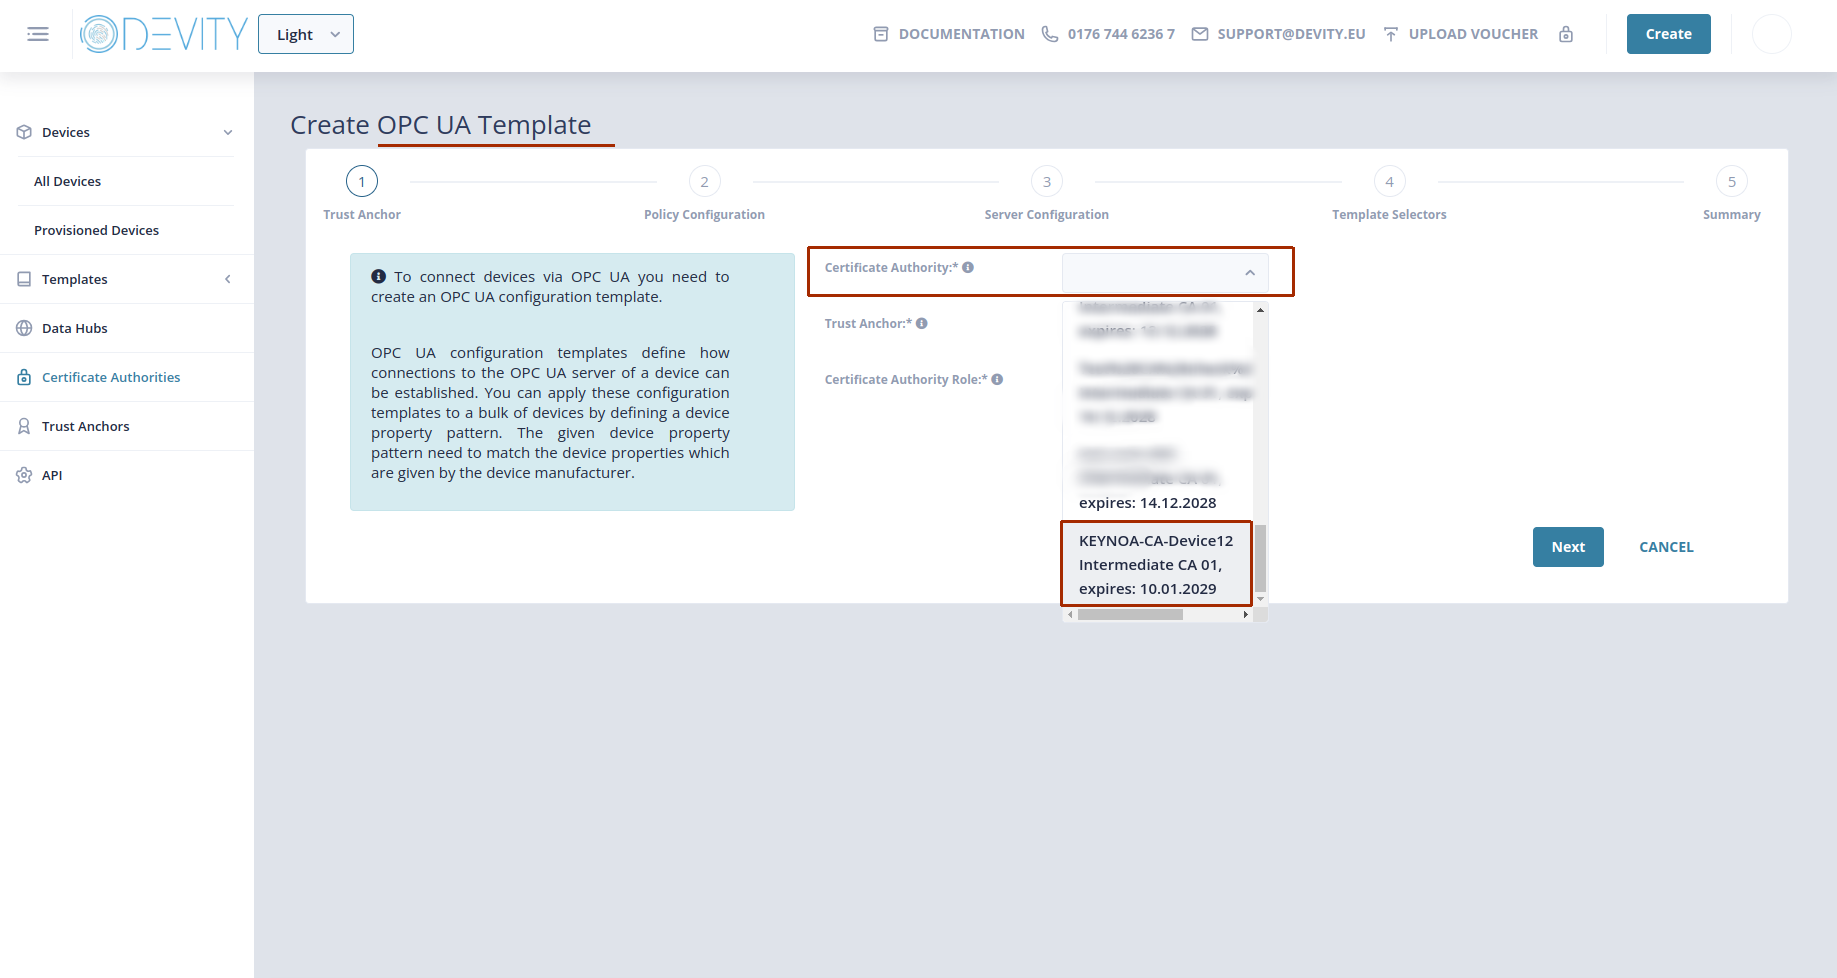 DEVITY
Light
DOCUMENTATION
0176 744 6236 7
SUPPORT@DEVITY.EU
UPLOAD VOUCHER
Create
Devices
All Devices
Provisioned Devices
Templates
Data Hubs
Certificate Authorities
Trust Anchors
API
Create OPC UA Template
1
2
3
4
5
Trust Anchor
Policy Configuration
Server Configuration
Template Selectors
Summary
To connect devices via OPC UA you need to
create an OPC UA configuration template.
OPC UA configuration templates define how
connections to the OPC UA server of a device can
be established. You can apply these configuration
templates to a bulk of devices by defining a device
property pattern. The given device property
pattern need to match the device properties which
are given by the device manufacturer.
Certificate Authority:*
Trust Anchor:*
Certificate Authority Role:*
expires: 14.12.2028
KEYNOA-CA-Device12
Intermediate CA 01,
expires: 10.01.2029
Next
CANCEL